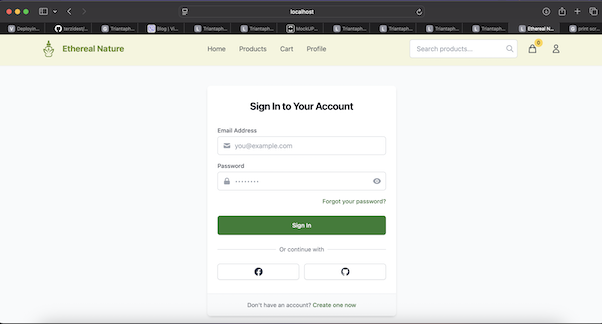 localhost
Deployin...
terzidest/...
Triantaph...
Blog | Vi...
Triantaph...
Triantaph...
MockUP...
Triantaph...
Triantaph...
Triantaph...
Triantaph...
Ethereal N...
print scr...
Ethereal Nature
Home
Products
Cart
Profile
Search products...
0
Sign In to Your Account
Email Address
you@example.com
Password
Forgot your password?
Sign In
Or continue with
Don't have an account? Create one now